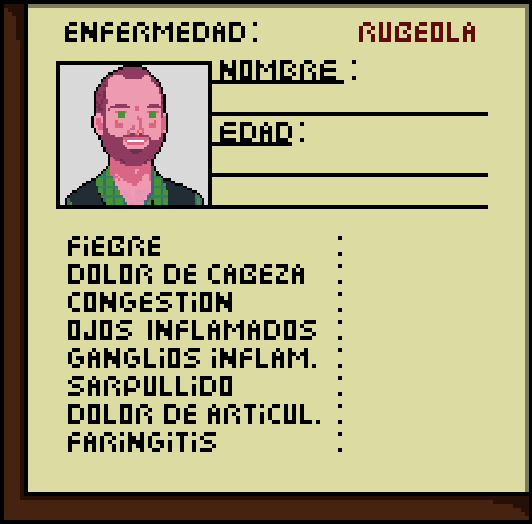 ENFERMEDAD: RUBEOLA
NOMBRE:
EDAD:
FiEBRE
:
DOLOR DE CABEZA :
CONGESTiON :
OJOS INFLAMADOS :
GANGLiOS iNFLAM. :
SARPULLiDO :
DOLOR DE ARTiCUL. :
FARiNGiTiS :